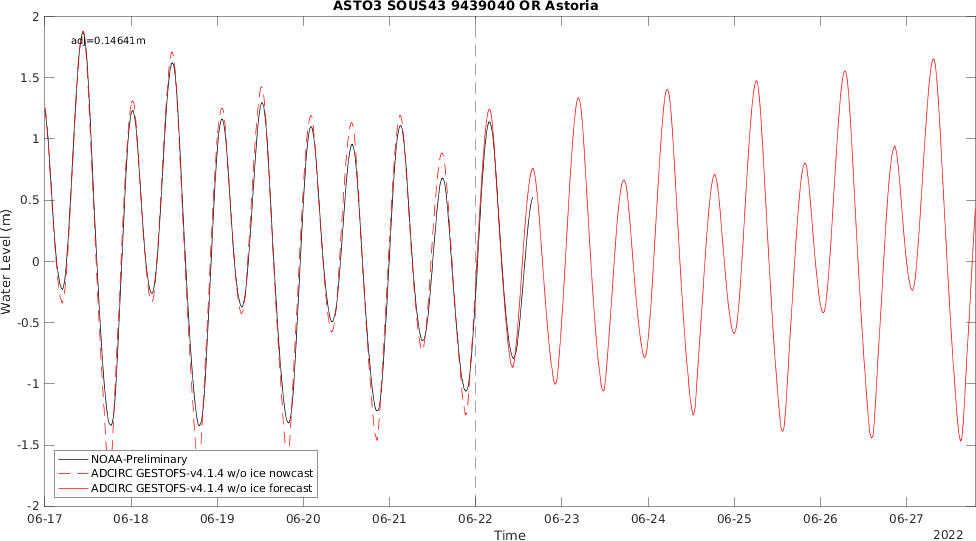 ASTO3 SOUS43 9439040 OR Astoria
adj=0.14641m
Water Level (m)
2
1.5
1
0.5
0
-0.5
-1
-1.5
-2
NOAA-Preliminary
ADCIRC GESTOFS-v4.1.4 w/o ice nowcast
ADCIRC GESTOFS-v4.1.4 w/o ice forecast
06-17 06-18 06-19 06-20 06-21 06-22 06-23 06-24 06-25 06-26 06-27
Time
2022